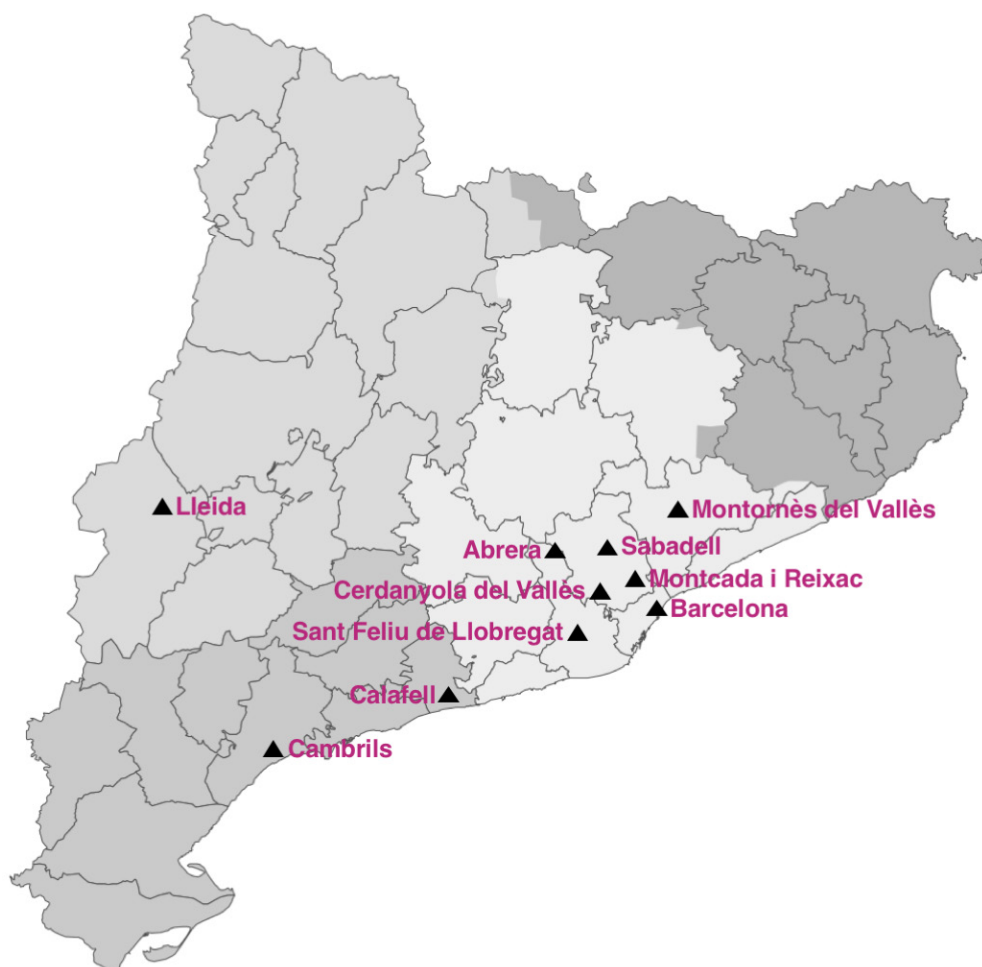 Lleida
Montornès del Vallès
Abrera
Sabadell
Cerdanyola del Vallès
Montcada i Reixac
Barcelona
Sant Feliu de Llobregat
Calafell
Cambrils